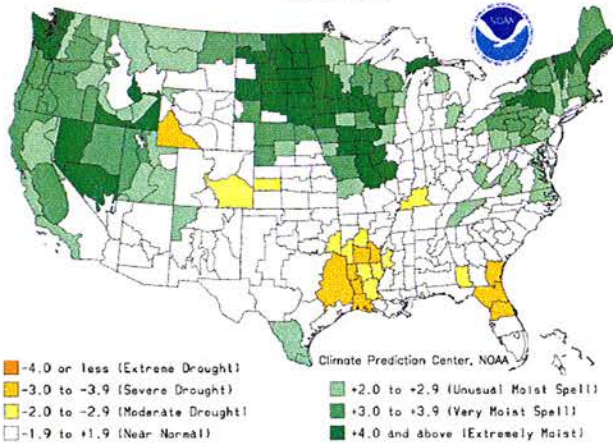 NOAA
Climate Prediction Center, NOAA
-4.0 or less (Extreme Drought)
-3.0 to -3.9 (Severe Drought)
-2.0 to -2.9 (Moderate Drought)
-1.9 to +1.9 (Near Normal)
+2.0 to +2.9 (Unusual Moist Spell)
+3.0 to +3.9 (Very Moist Spell)
+4.0 and above (Extremely Moist)